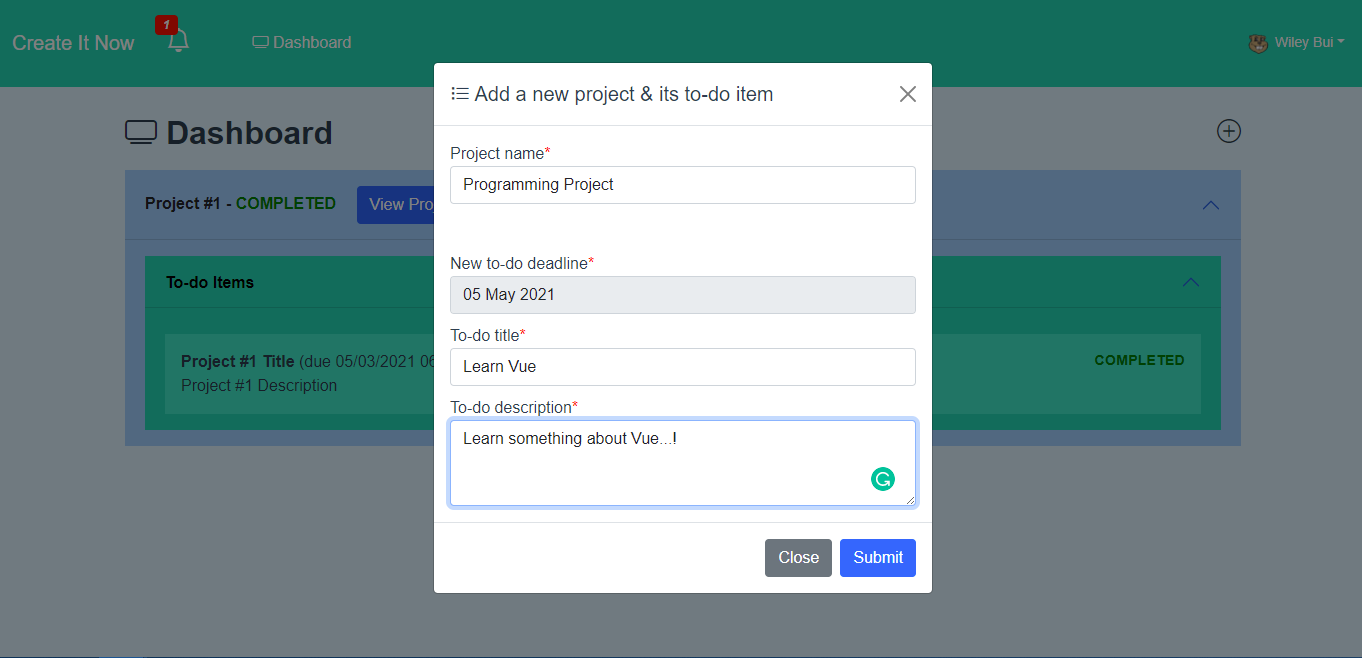 Create It Now
1
Dashboard
Wiley Bui
Add a new project & its to-do item
Dashboard
Project name*
Programming Project
Project #1 - COMPLETED
View Pro
New to-do deadline*
To-do Items
05 May 2021
To-do title*
Project #1 Title (due 05/03/2021 06
COMPLETED
Learn Vue
Project #1 Description
To-do description*
Learn something about Vue...!
Close
Submit